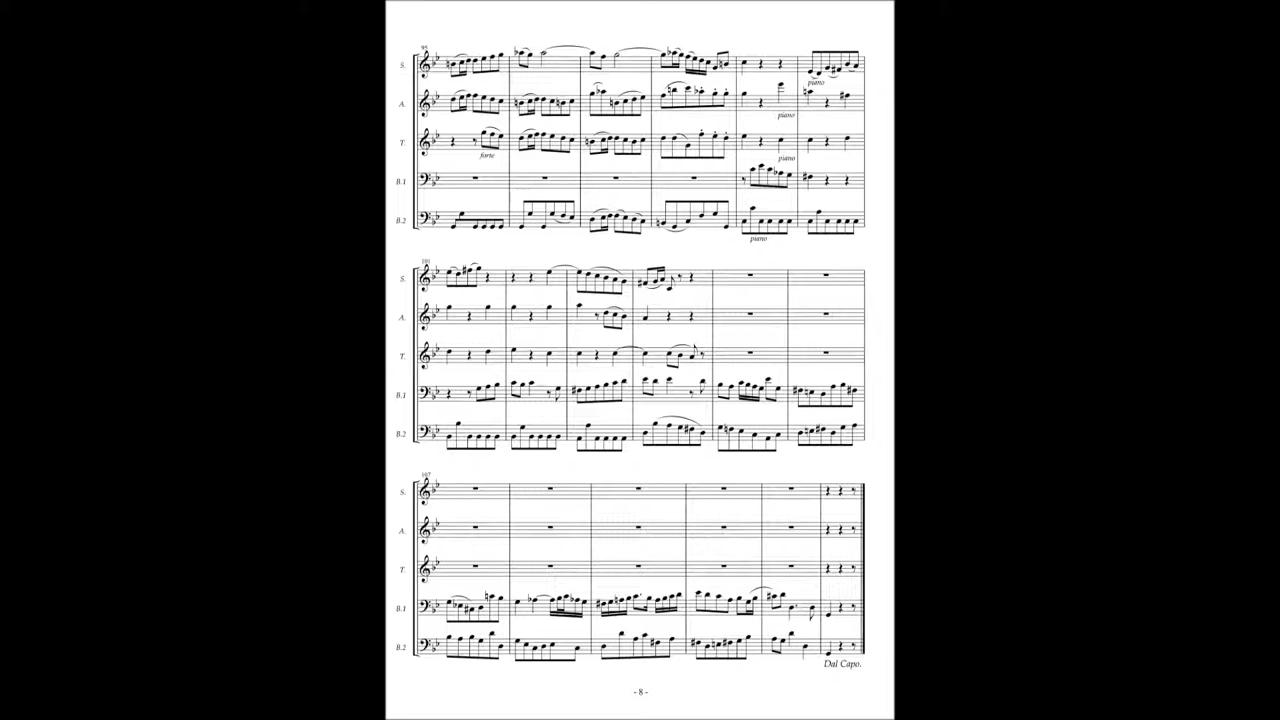 95
S.
A.
piano
piano
T.
forte
piano
B.1
B.2
piano
101
S.
A.
T.
B.1
B.2
107
S.
A.
T.
B.1
B.2
Dal Capo.
- 8 -